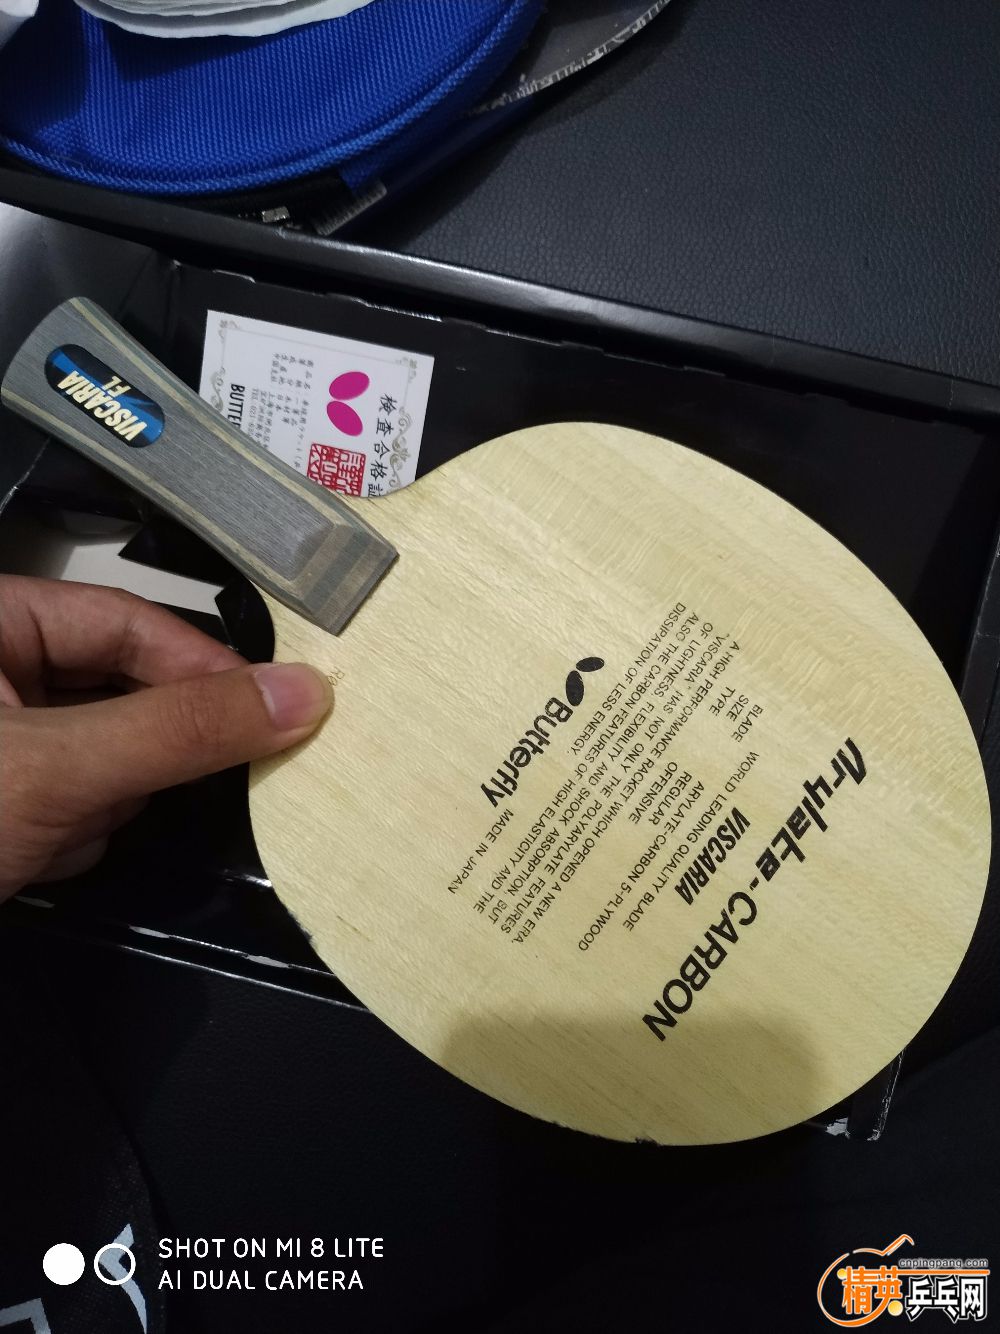 Arylate-CARBON
VISCARIA
WORLD LEADING QUALITY BLADE
BLADE ARYLATE-CARBON 5-PLYWOOD
TYPE OFFENSIVE
SIZE REGULAR
A HIGH PERFORMANCE RACKET WHICH OPENED A NEW ERA.
"VISCARIA" HAS NOT ONLY THE POLYARYLATE FEATURES
OF LIGHTNESS, FLEXIBILITY AND SHOCK ABSORPTION, BUT
ALSO THE CARBON FEATURES OF HIGH ELASTICITY AND THE
DISSIPATION OF LESS ENERGY.
Butterfly MADE IN JAPAN
VISCARIA
FL
検査合格証
SHOT ON MI 8 LITE
AI DUAL CAMERA
cnpingpang.com
精英乒乓网